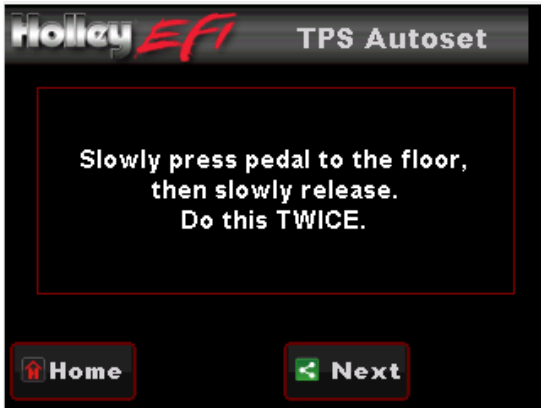 Holley EFI TPS Autoset
Slowly press pedal to the floor,
then slowly release.
Do this TWICE.
Home Next